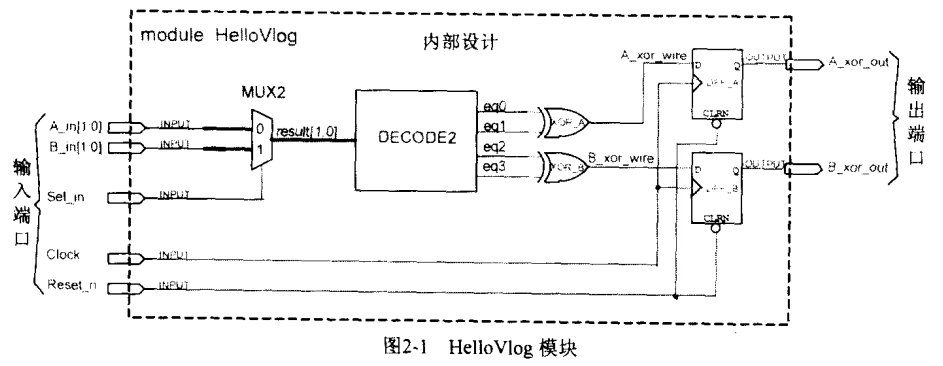 module HelloVlog
内部设计
A_xor_wire
D
Q
OUTPUT
A_xor_out
DFF_A
CLRN
MUX2
A_in[1:0]
INPUT
0
B_in[1:0]
INPUT
1
result[1,0]
DECODE2
eq0
eq1
XOR_A
eq2
eq3
XOR_B
B_xor_wire
D
Q
OUTPUT
B_xor_out
DFF_B
CLRN
Sel_in
INPUT
Clock
INPUT
Reset_n
INPUT
输入端口
输出端口
图2-1 HelloVlog 模块